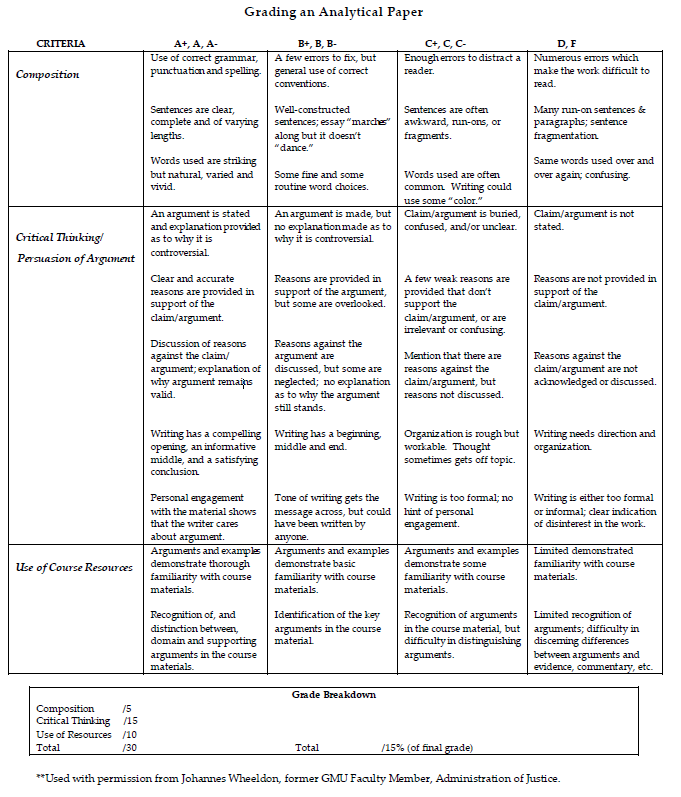 Grading an Analytical Paper
CRITERIA
A+, A, A-
B+, B, B-
C+, C, C-
D, F
Composition
Use of correct grammar,
punctuation and spelling.
A few errors to fix, but
general use of correct
conventions.
Enough errors to distract a
reader.
Numerous errors which
make the work difficult to
read.
Sentences are clear,
complete and of varying
lengths.
Well-constructed
sentences; essay “marches”
along but it doesn’t
“dance.”
Sentences are often
awkward, run-ons, or
fragments.
Many run-on sentences &
paragraphs; sentence
fragmentation.
Words used are striking
but natural, varied and
vivid.
Some fine and some
routine word choices.
Words used are often
common. Writing could
use some “color.”
Same words used over and
over again; confusing.
Critical Thinking/
Persuasion of Argument
An argument is stated
and explanation provided
as to why it is
controversial.
An argument is made, but
no explanation made as to
why it is controversial.
Claim/argument is buried,
confused, and/or unclear.
Claim/argument is not
stated.
Clear and accurate
reasons are provided in
support of the
claim/argument.
Reasons are provided in
support of the argument,
but some are overlooked.
A few weak reasons are
provided that don’t
support the
claim/argument, or are
irrelevant or confusing.
Reasons are not provided in
support of the
claim/argument.
Discussion of reasons
against the claim/
argument; explanation of
why argument remains
valid.
Reasons against the
argument are
discussed, but some are
neglected; no explanation
as to why the argument
still stands.
Mention that there are
reasons against the
claim/argument, but
reasons not discussed.
Reasons against the
claim/argument are not
acknowledged or discussed.
Writing has a compelling
opening, an informative
middle, and a satisfying
conclusion.
Writing has a beginning,
middle and end.
Organization is rough but
workable. Thought
sometimes gets off topic.
Writing needs direction and
organization.
Personal engagement
with the material shows
that the writer cares
about argument.
Tone of writing gets the
message across, but could
have been written by
anyone.
Writing is too formal; no
hint of personal
engagement.
Writing is either too formal
or informal; clear indication
of disinterest in the work.
Use of Course Resources
Arguments and examples
demonstrate thorough
familiarity with course
materials.
Arguments and examples
demonstrate basic
familiarity with course
materials.
Arguments and examples
demonstrate some
familiarity with course
materials.
Limited demonstrated
familiarity with course
materials.
Recognition of, and
distinction between,
domain and supporting
arguments in the course
materials.
Identification of the key
arguments in the course
material.
Recognition of arguments
in the course material, but
difficulty in distinguishing
arguments.
Limited recognition of
arguments; difficulty in
discerning differences
between arguments and
evidence, commentary, etc.
Grade Breakdown
Composition /5
Critical Thinking /15
Use of Resources /10
Total /30 Total /15% (of final grade)
**Used with permission from Johannes Wheeldon, former GMU Faculty Member, Administration of Justice.